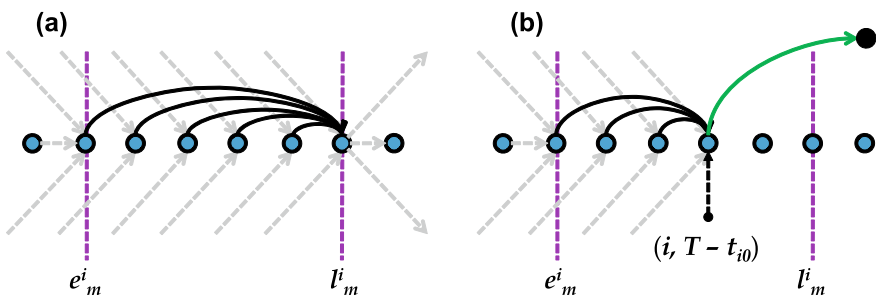 (a)
(b)
(i, T – t_{i0})
e^i_m
l^i_m
e^i_m
l^i_m